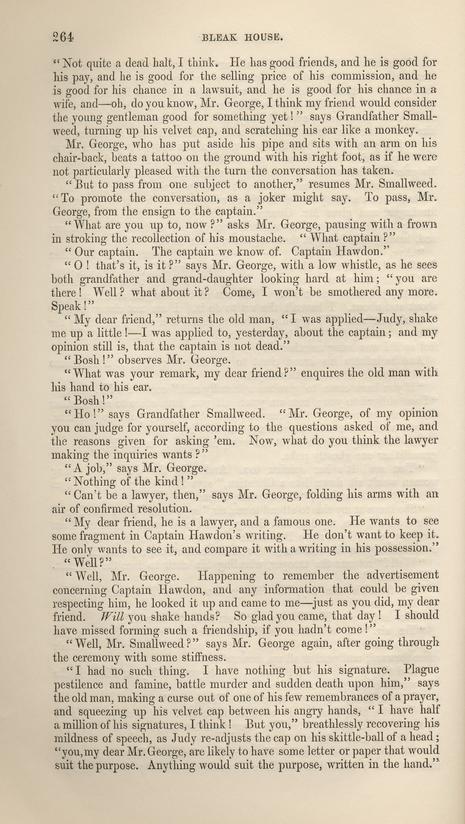 264 BLEAK HOUSE.
“Not quite a dead halt, I think. He has good friends, and he is good for
his pay, and he is good for the selling price of his commission, and he
is good for his chance in a lawsuit, and he is good for his chance in a
wife, and—oh, do you know, Mr. George, I think my friend would consider
the young gentleman good for something yet!” says Grandfather Small-
weed, turning up his velvet cap, and scratching his ear like a monkey.
Mr. George, who has put aside his pipe and sits with an arm on his
chair-back, beats a tattoo on the ground with his right foot, as if he were
not particularly pleased with the turn the conversation has taken.
“But to pass from one subject to another,” resumes Mr. Smallweed.
“To promote the conversation, as a joker might say. To pass, Mr.
George, from the ensign to the captain.”
“What are you up to, now?” asks Mr. George, pausing with a frown
in stroking the recollection of his moustache. “What captain?”
“Our captain. The captain we know of. Captain Hawdon.”
“O! that's it, is it?” says Mr. George, with a low whistle, as he sees
both grandfather and grand-daughter looking hard at him; “you are
there! Well? what about it? Come, I won't be smothered any more.
Speak!”
“My dear friend,” returns the old man, “I was applied—Judy, shake
me up a little!—I was applied to, yesterday, about the captain; and my
opinion still is, that the captain is not dead.”
“Bosh!” observes Mr. George.
“What was your remark, my dear friend?” enquires the old man with
his hand to his ear.
“Bosh!”
“Ho!” says Grandfather Smallweed. “Mr. George, of my opinion
you can judge for yourself, according to the questions asked of me, and
the reasons given for asking 'em. Now, what do you think the lawyer
making the inquiries wants?”
“A job,” says Mr. George.
“Nothing of the kind!”
“Can't be a lawyer, then,” says Mr. George, folding his arms with an
air of confirmed resolution.
“My dear friend, he is a lawyer, and a famous one. He wants to see
some fragment in Captain Hawdon's writing. He don't want to keep it.
He only wants to see it, and compare it with a writing in his possession.”
“Well?”
“Well, Mr. George. Happening to remember the advertisement
concerning Captain Hawdon, and any information that could be given
respecting him, he looked it up and came to me—just as you did, my dear
friend. Will you shake hands? So glad you came, that day! I should
have missed forming such a friendship, if you hadn't come!”
“Well, Mr. Smallweed?” says Mr. George again, after going through
the ceremony with some stiffness.
“I had no such thing. I have nothing but his signature. Plague
pestilence and famine, battle murder and sudden death upon him,” says
the old man, making a curse out of one of his few remembrances of a prayer,
and squeezing up his velvet cap between his angry hands, “I have half
a million of his signatures, I think! But you,” breathlessly recovering his
mildness of speech, as Judy re-adjusts the cap on his skittle-ball of a head;
“you, my dear Mr. George, are likely to have some letter or paper that would
suit the purpose. Anything would suit the purpose, written in the hand.”